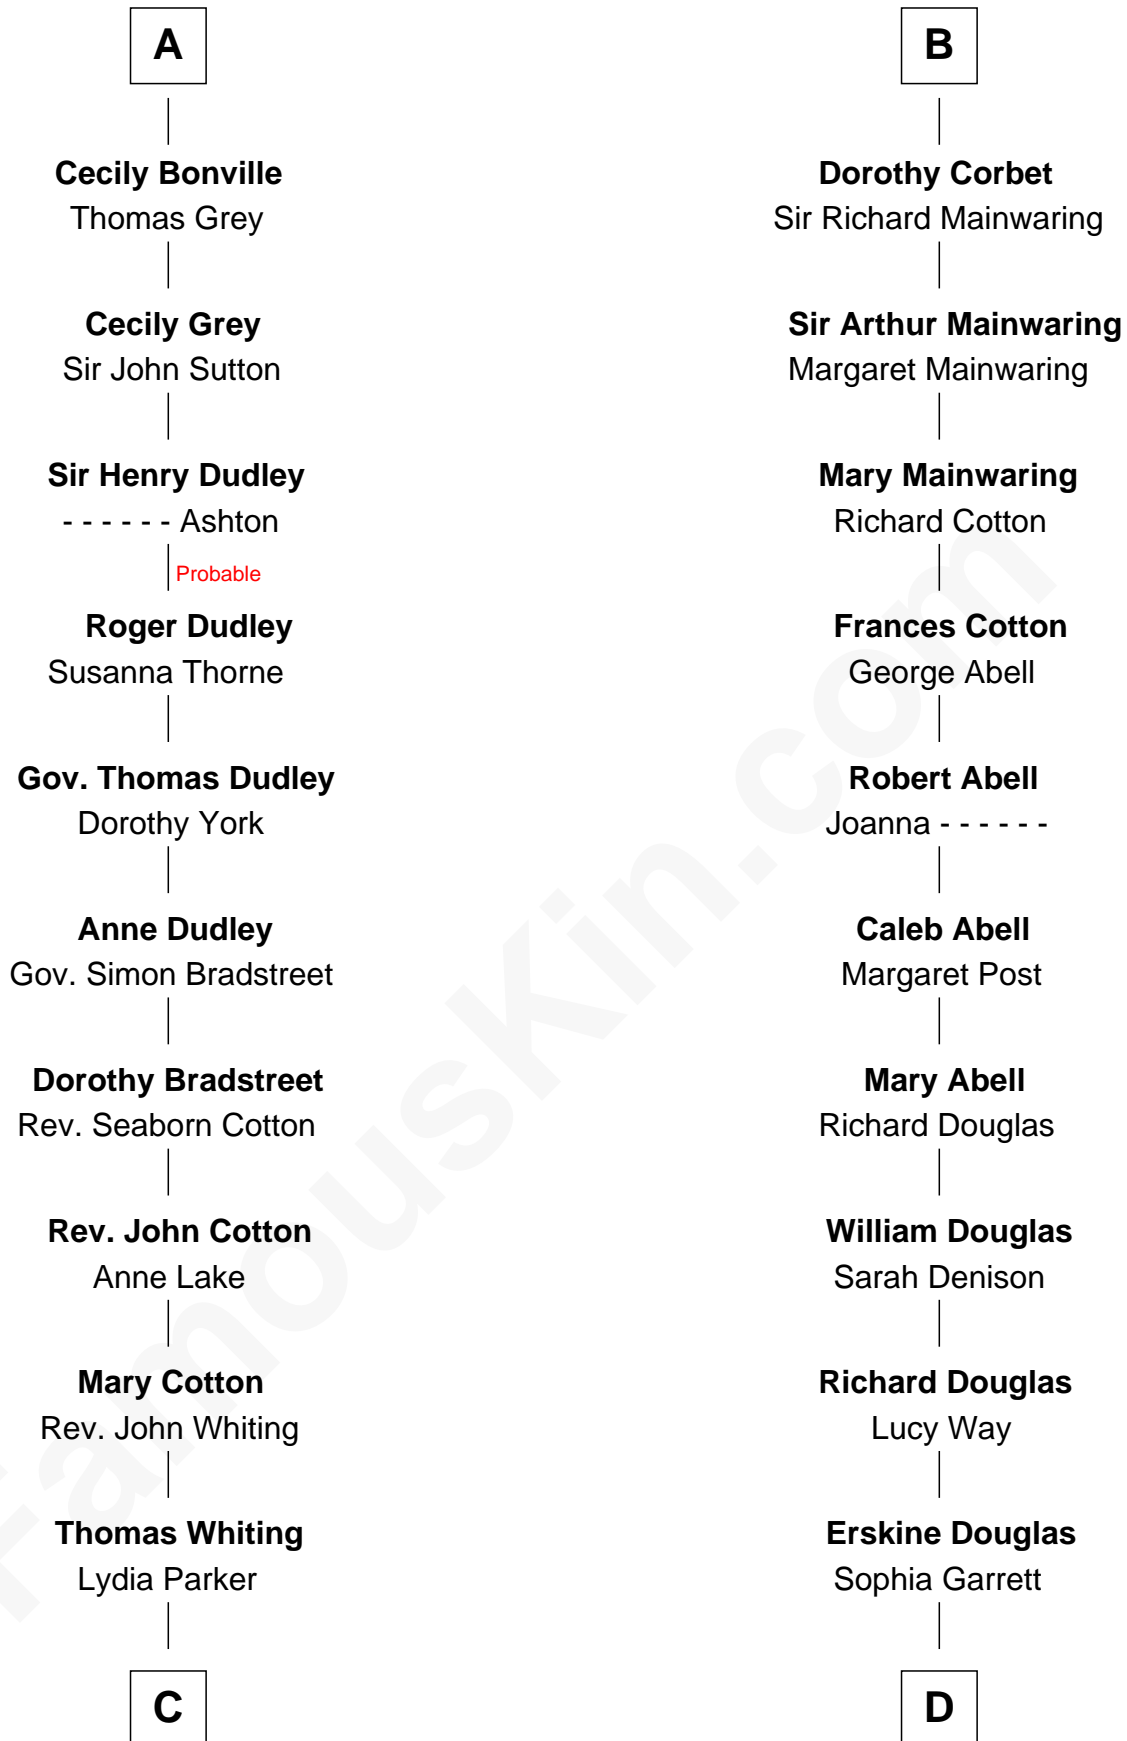 A
Cecily Bonville
Thomas Grey
Cecily Grey
Sir John Sutton
Sir Henry Dudley
- - - - - - Ashton
Probable
Roger Dudley
Susanna Thorne
Gov. Thomas Dudley
Dorothy York
Anne Dudley
Gov. Simon Bradstreet
Dorothy Bradstreet
Rev. Seaborn Cotton
Rev. John Cotton
Anne Lake
Mary Cotton
Rev. John Whiting
Thomas Whiting
Lydia Parker
C
B
Dorothy Corbet
Sir Richard Mainwaring
Sir Arthur Mainwaring
Margaret Mainwaring
Mary Mainwaring
Richard Cotton
Frances Cotton
George Abell
Robert Abell
Joanna - - - - - -
Caleb Abell
Margaret Post
Mary Abell
Richard Douglas
William Douglas
Sarah Denison
Richard Douglas
Lucy Way
Erskine Douglas
Sophia Garrett
D
FamousKin.com